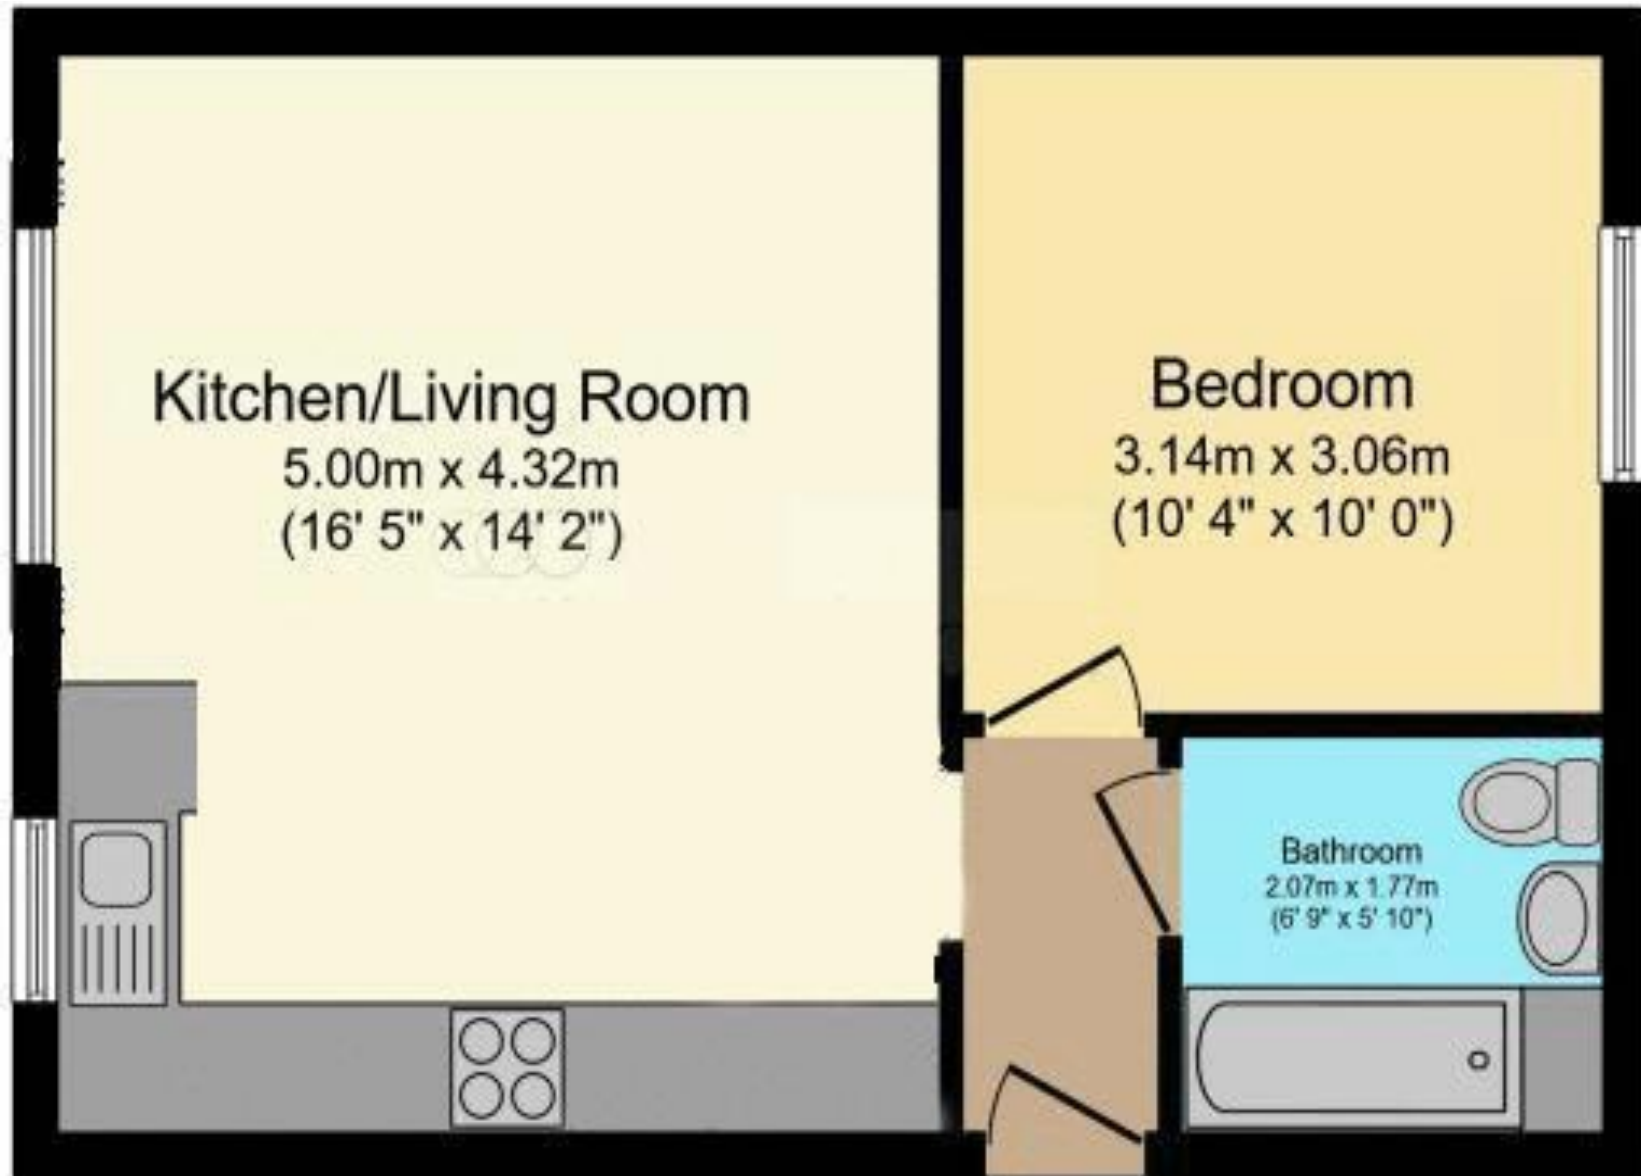 Kitchen/Living Room
5.00m x 4.32m
(16' 5" x 14' 2")
Bedroom
3.14m x 3.06m
(10' 4" x 10' 0")
Bathroom
2.07m x 1.77m
(6' 9" x 5' 10")